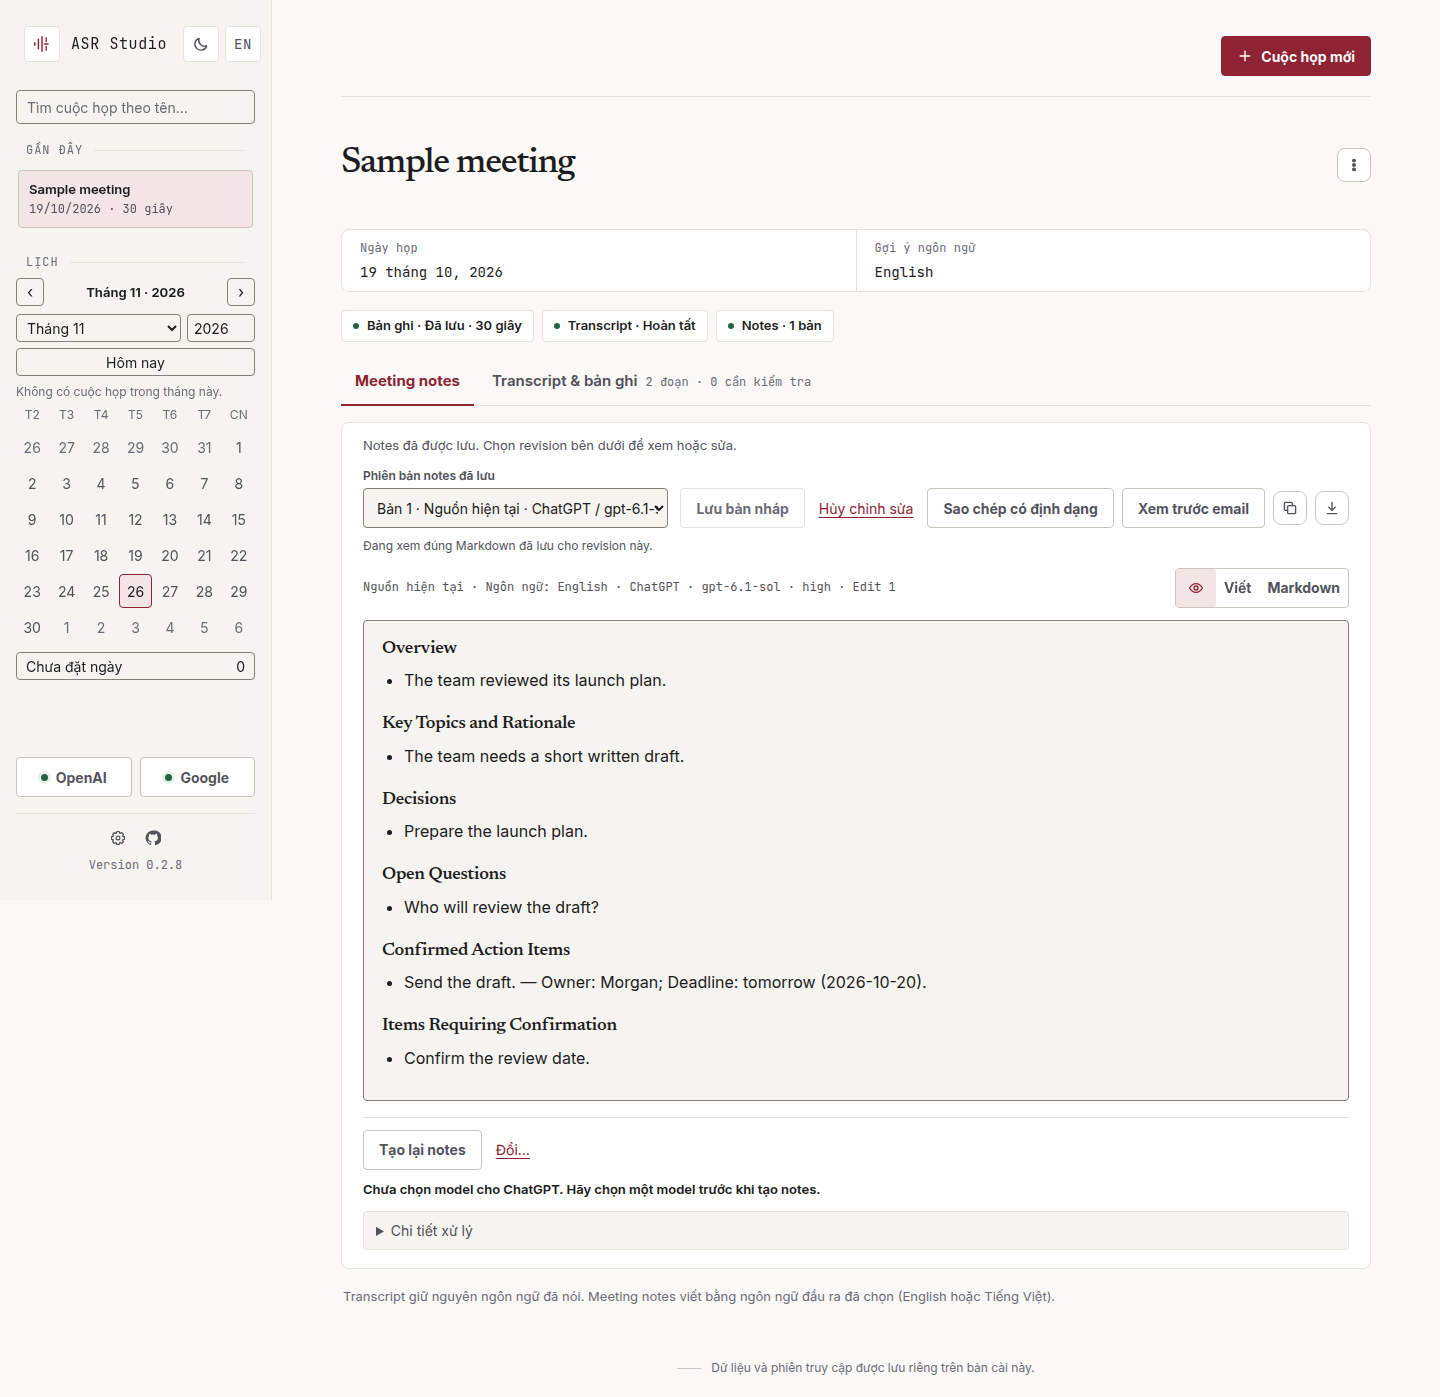 ASR Studio
EN
Tìm cuộc họp theo tên...
GẦN ĐÂY
Sample meeting
19/10/2026 · 30 giây
LỊCH
‹ Tháng 11 · 2026 ›
Tháng 11 2026
Hôm nay
Không có cuộc họp trong tháng này.
T2 T3 T4 T5 T6 T7 CN
26 27 28 29 30 31 1
2 3 4 5 6 7 8
9 10 11 12 13 14 15
16 17 18 19 20 21 22
23 24 25 26 27 28 29
30 1 2 3 4 5 6
Chưa đặt ngày 0
OpenAI Google
Version 0.2.8
+ Cuộc họp mới
Sample meeting
Ngày họp
19 tháng 10, 2026
Gợi ý ngôn ngữ
English
Bản ghi · Đã lưu · 30 giây
Transcript · Hoàn tất
Notes · 1 bản
Meeting notes
Transcript & bản ghi 2 đoạn · 0 cần kiểm tra
Notes đã được lưu. Chọn revision bên dưới để xem hoặc sửa.
Phiên bản notes đã lưu
Bản 1 · Nguồn hiện tại · ChatGPT / gpt-6.1-
Lưu bản nháp
Hủy chỉnh sửa
Sao chép có định dạng
Xem trước email
Đang xem đúng Markdown đã lưu cho revision này.
Nguồn hiện tại · Ngôn ngữ: English · ChatGPT · gpt-6.1-sol · high · Edit 1
Viết Markdown
Overview
• The team reviewed its launch plan.
Key Topics and Rationale
• The team needs a short written draft.
Decisions
• Prepare the launch plan.
Open Questions
• Who will review the draft?
Confirmed Action Items
• Send the draft. — Owner: Morgan; Deadline: tomorrow (2026-10-20).
Items Requiring Confirmation
• Confirm the review date.
Tạo lại notes
Đổi...
Chưa chọn model cho ChatGPT. Hãy chọn một model trước khi tạo notes.
Chi tiết xử lý
Transcript giữ nguyên ngôn ngữ đã nói. Meeting notes viết bằng ngôn ngữ đầu ra đã chọn (English hoặc Tiếng Việt).
Dữ liệu và phiên truy cập được lưu riêng trên bản cài này.